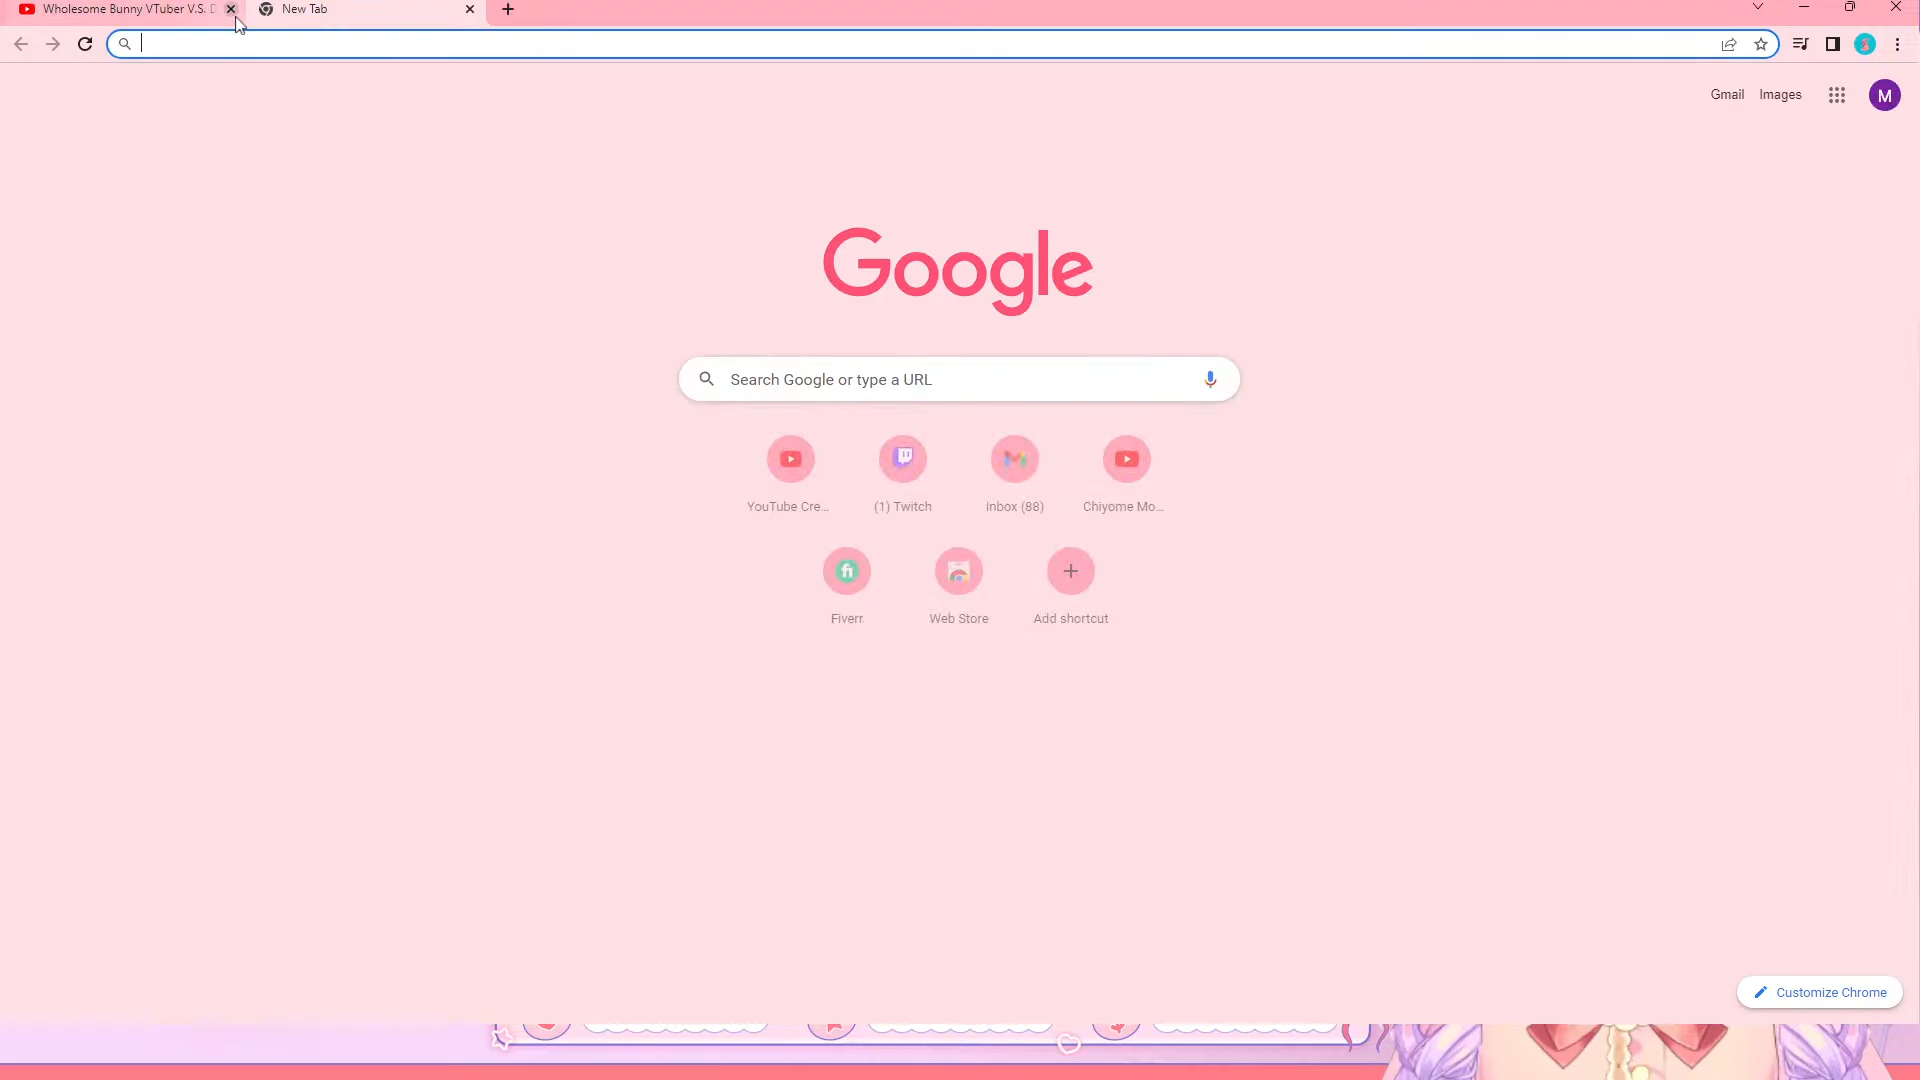 Wholesome Bunny VTuber V.S. D
New Tab
Gmail Images
M
Google
Search Google or type a URL
YouTube Cre...
(1) Twitch
Inbox (88)
Chiyome Mo...
fi
Fiverr
Web Store
Add shortcut
Customize Chrome